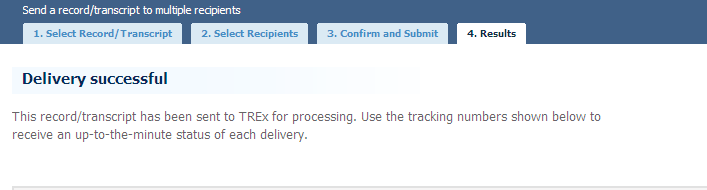 Send a record/transcript to multiple recipients
1. Select Record/Transcript
2. Select Recipients
3. Confirm and Submit
4. Results
Delivery successful
This record/transcript has been sent to TREx for processing. Use the tracking numbers shown below to
receive an up-to-the-minute status of each delivery.